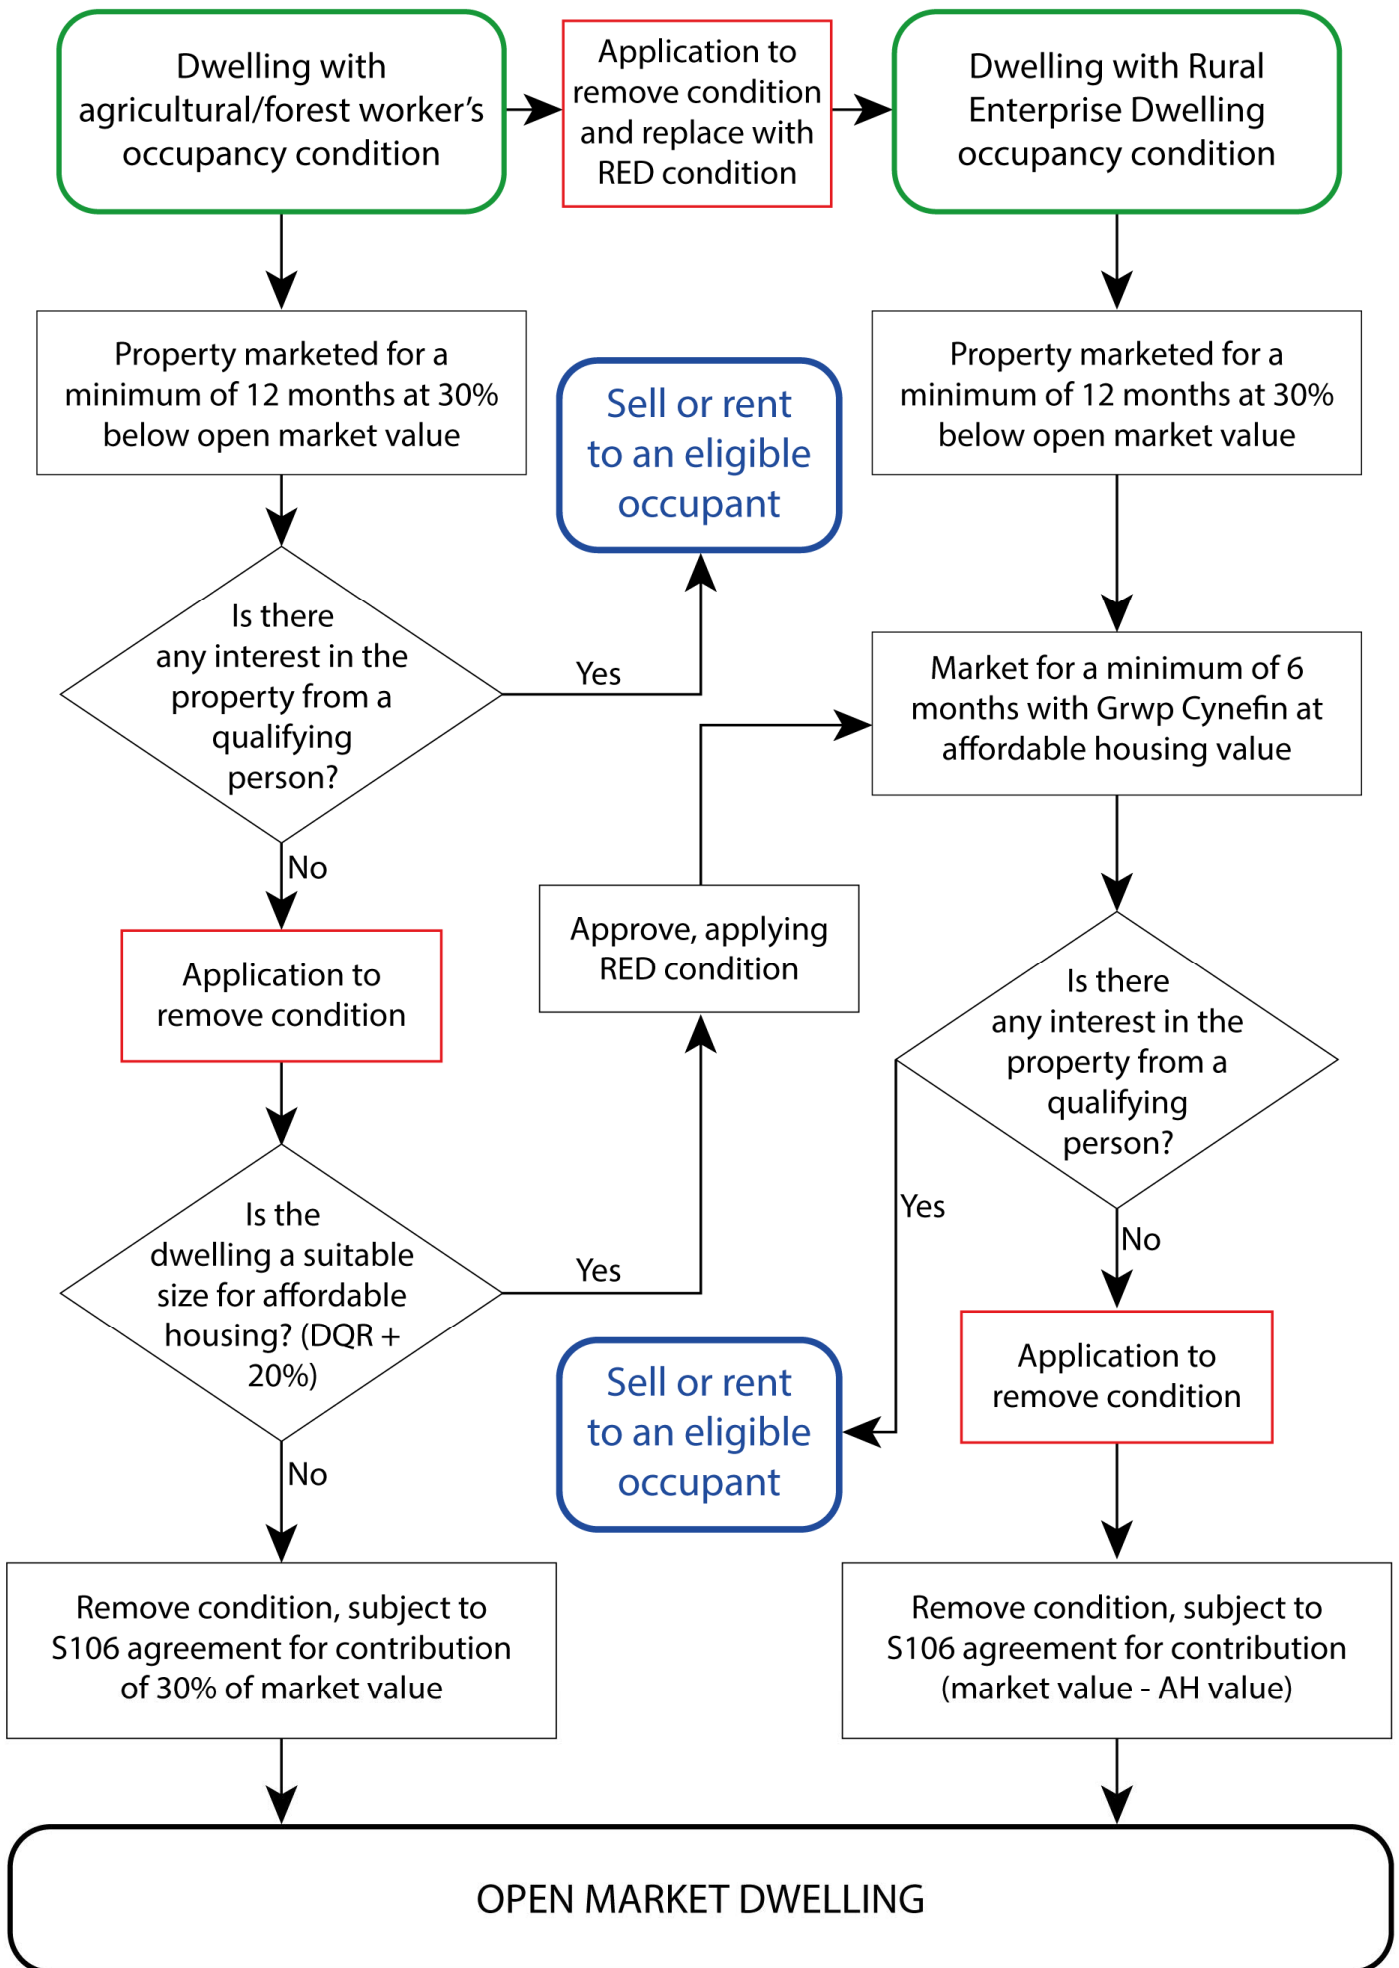 Dwelling with
agricultural/forest worker’s
occupancy condition
Application to
remove condition
and replace with
RED condition
Dwelling with Rural
Enterprise Dwelling
occupancy condition
Property marketed for a
minimum of 12 months at 30%
below open market value
Sell or rent
to an eligible
occupant
Property marketed for a
minimum of 12 months at 30%
below open market value
Is there
any interest in the
property from a
qualifying
person?
Yes
Market for a minimum of 6
months with Grwp Cynefin at
affordable housing value
No
Approve, applying
RED condition
Application to
remove condition
Is there
any interest in the
property from a
qualifying
person?
Is the
dwelling a suitable
size for affordable
housing? (DQR +
20%)
Yes
Yes
No
Sell or rent
to an eligible
occupant
Application to
remove condition
No
Remove condition, subject to
S106 agreement for contribution
of 30% of market value
Remove condition, subject to
S106 agreement for contribution
(market value - AH value)
OPEN MARKET DWELLING